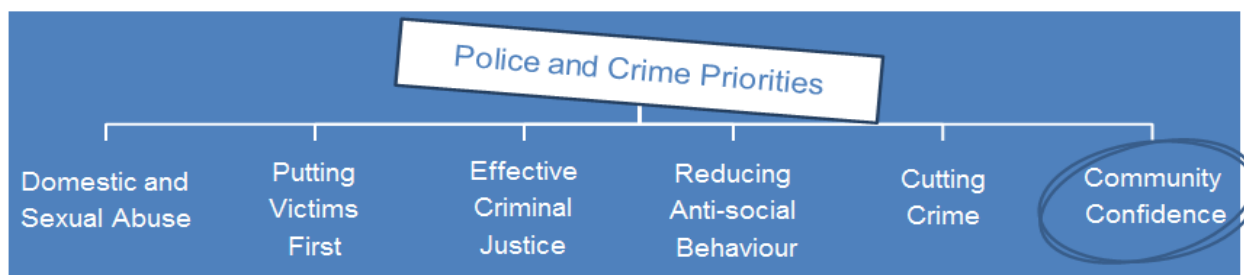 Police and Crime Priorities
Domestic and
Sexual Abuse
Putting
Victims
First
Effective
Criminal
Justice
Reducing
Anti-social
Behaviour
Cutting
Crime
Community
Confidence